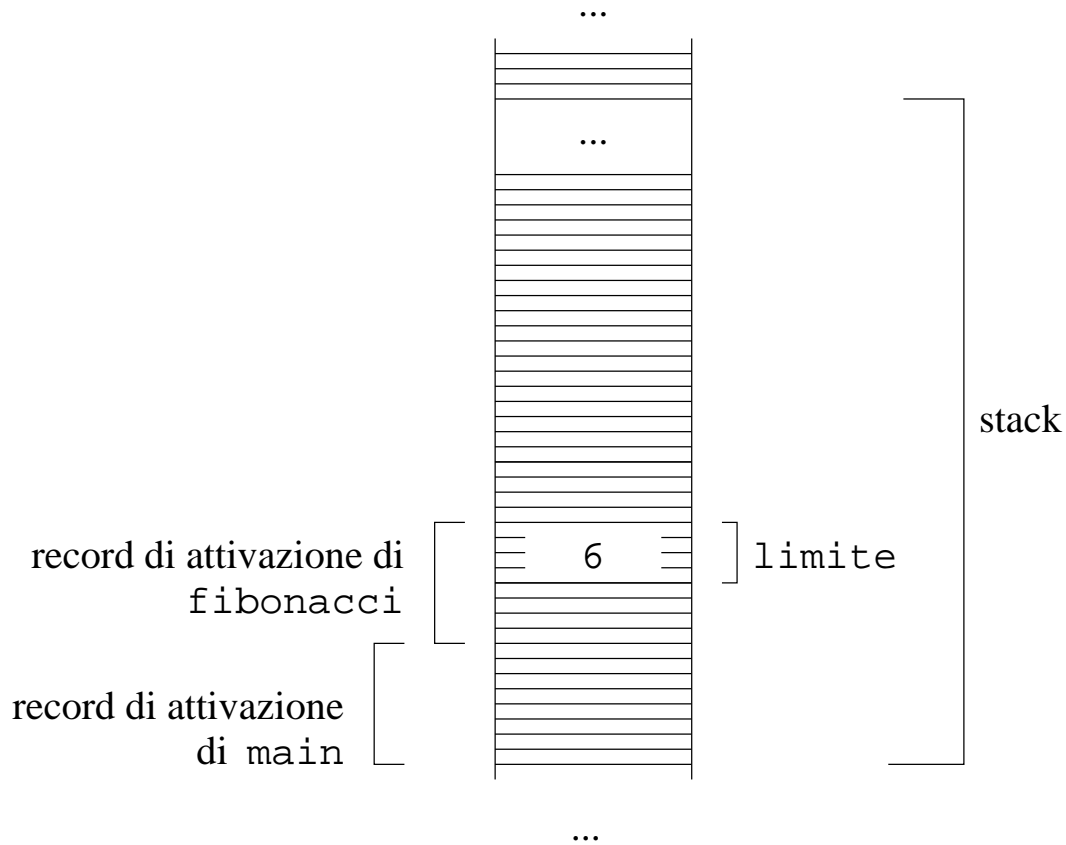 ...
...
stack
record di attivazione di
fibonacci
6
limite
record di attivazione
di main
...